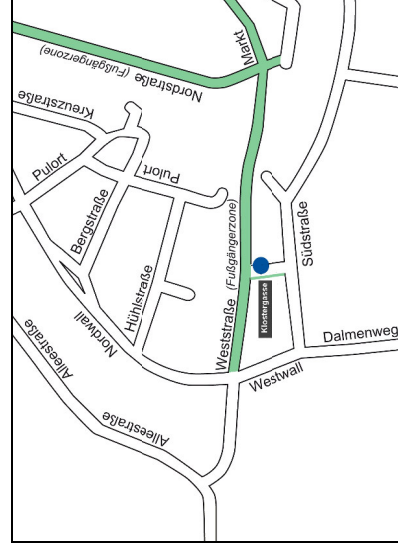 Markt
(Fußgängerzone)
Nordstraße
Kreuzstraße
Pulort
Pulort
Bergstraße
Hühlstraße
Weststraße (Fußgängerzone)
Südstraße
Klostergasse
Nordwall
Alleestraße
Alleestraße
Westwall
Dalmenweg